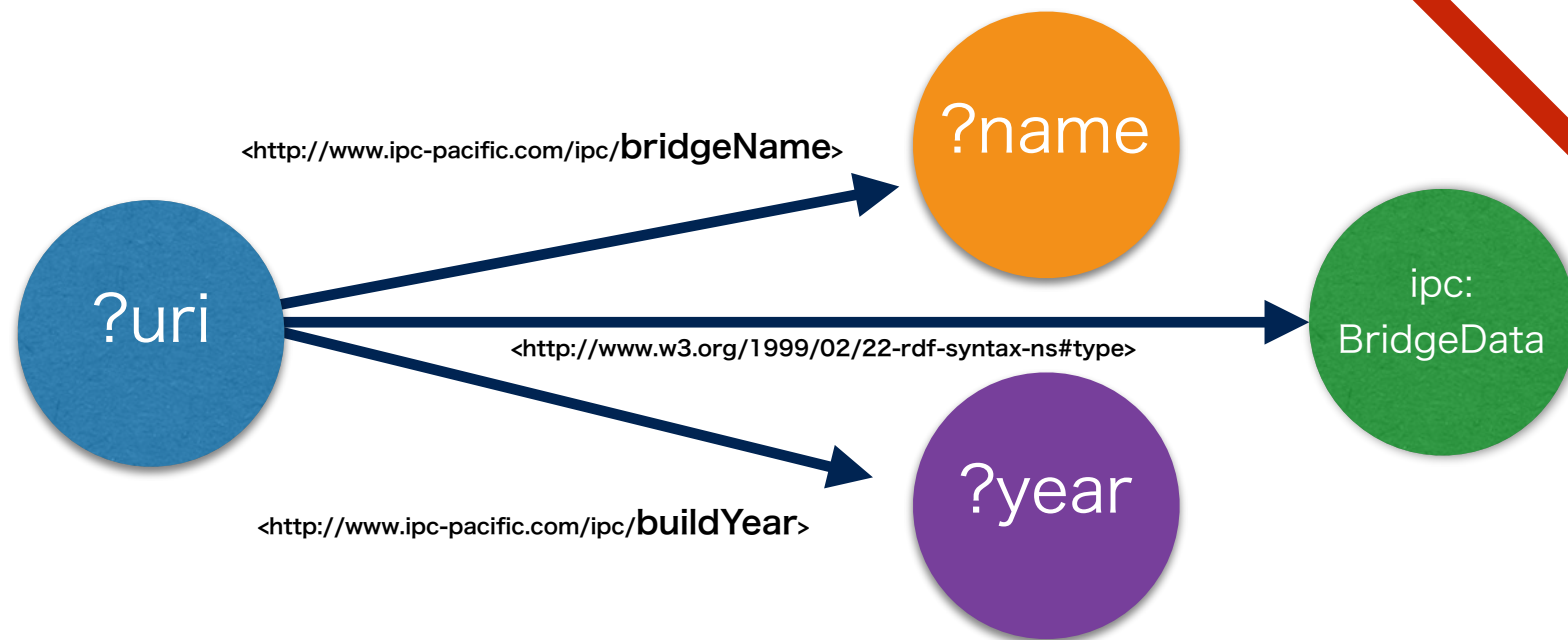 <http://www.ipc-pacific.com/ipc/bridgeName>
?name
?uri
ipc:
BridgeData
<http://www.w3.org/1999/02/22-rdf-syntax-ns#type>
?year
<http://www.ipc-pacific.com/ipc/buildYear>